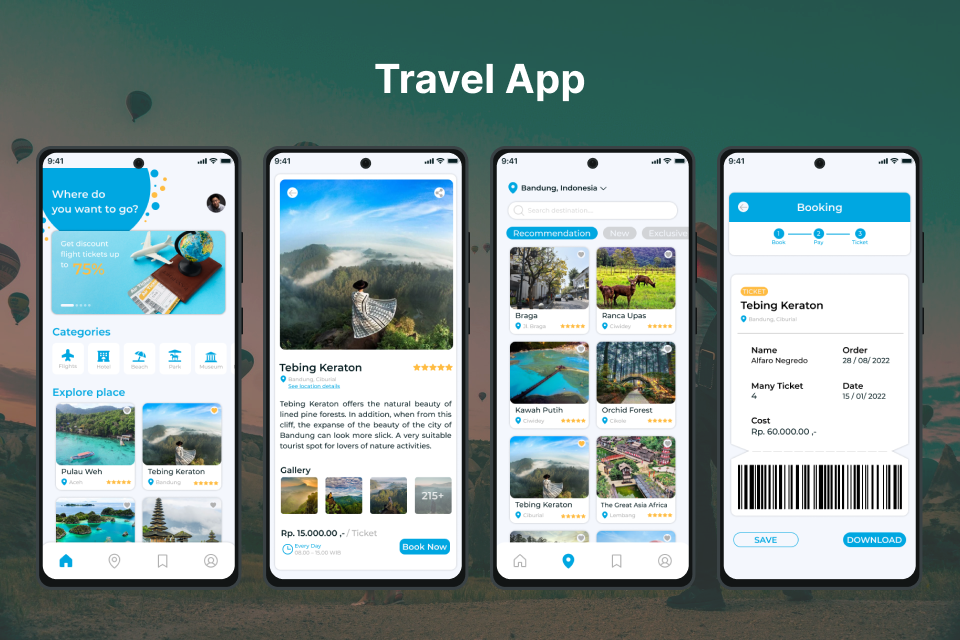 Travel App
9:41
Where do
you want to go?
Get discount
flight tickets up
to 75%
Categories
Flights
Hotel
Beach
Park
Museum
Explore place
Pulau Weh
Aceh
Tebing Keraton
Bandung
9:41
Tebing Keraton
Bandung, Ciburial
See location details
Tebing Keraton offers the natural beauty of
lined pine forests. In addition, when from this
cliff, the expanse of the beauty of the city of
Bandung can look more slick. A very suitable
tourist spot for lovers of nature activities.
Gallery
215+
Rp. 15.000.00 ,- / Ticket
Every Day
09.00 - 15.00 WIB
Book Now
9:41
Bandung, Indonesia
Search destination...
Recommendation
New
Exclusive
Braga
Jl. Braga
Ranca Upas
Ciwidey
Kawah Putih
Ciwidey
Orchid Forest
Cikole
Tebing Keraton
Ciburial
The Great Asia Africa
Lembang
9:41
Booking
1 2 3
Book Pay Ticket
TICKET
Tebing Keraton
Bandung, Ciburial
Name Order
Alfaro Negredo 28 / 08/ 2022
Many Ticket Date
4 15 / 01/ 2022
Cost
Rp. 60.000.00 ,-
SAVE
DOWNLOAD